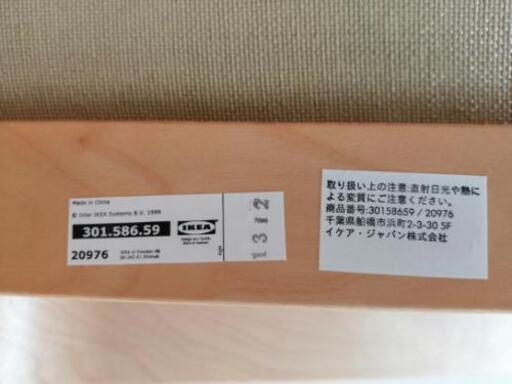 Made in China
© Inter IKEA Systems B.V. 1999
301.586.59
IKEA
20976
3 2
取り扱い上の注意:直射日光や熱に
よる変質にご注意ください。
商品番号:30158659 / 20976
千葉県船橋市浜町2-3-30 5F
イケア・ジャパン株式会社